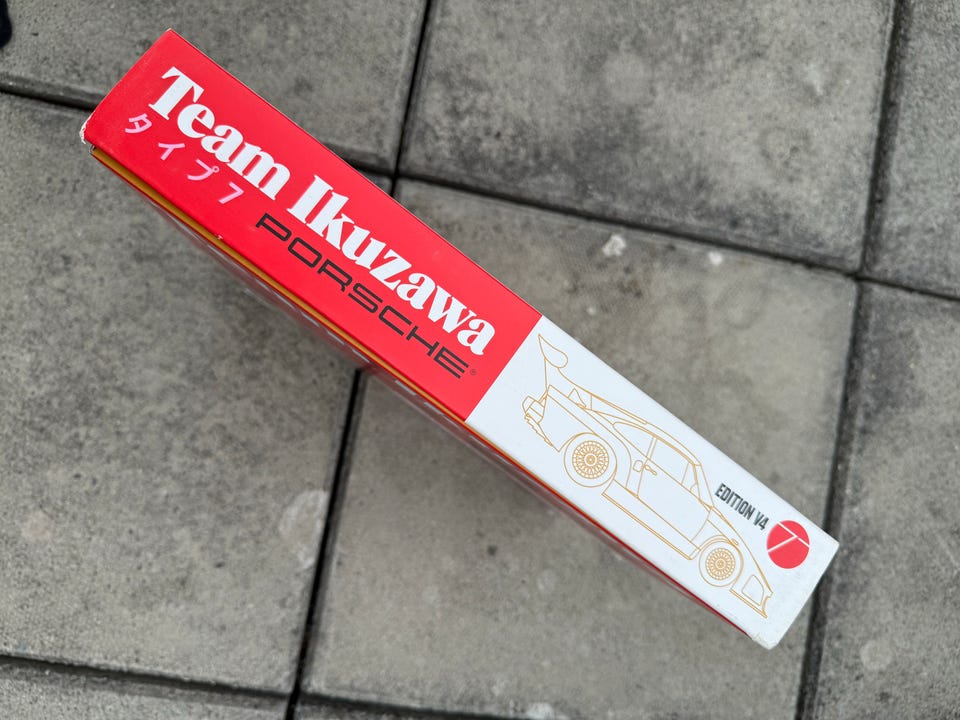 Team Ikuzawa
タイプ7
PORSCHE®
EDITION V4